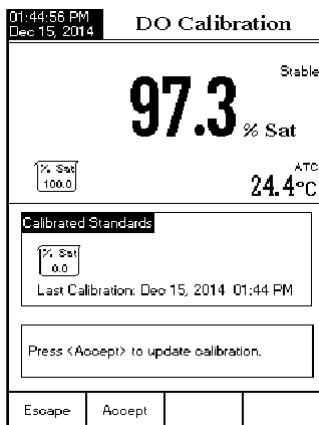 01:44:56 PM
Dec 15, 2014
DO Calibration
Stable
97.3 % Sat
% Sat
100.0
ATC
24.4°C
Calibrated Standards
% Sat
0.0
Last Calibration: Dec 15, 2014 01:44 PM
Press <Accept> to update calibration.
Escape Accept